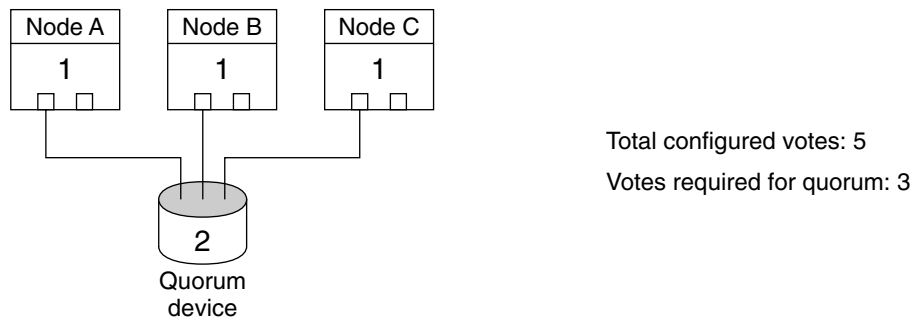 Node A
Node B
Node C
1
1
1
Total configured votes: 5
Votes required for quorum: 3
2
Quorum
device